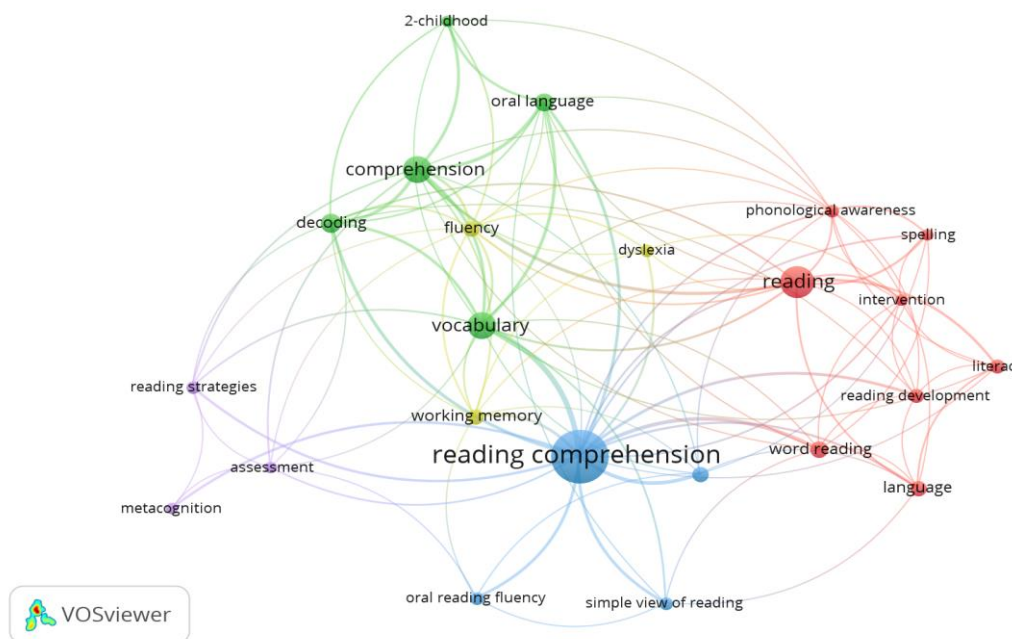 2-childhood
oral language
comprehension
decoding
fluency
phonological awareness
spelling
dyslexia
reading
intervention
vocabulary
literac
reading strategies
reading development
working memory
reading comprehension
word reading
assessment
language
metacognition
oral reading fluency
simple view of reading
VOSviewer